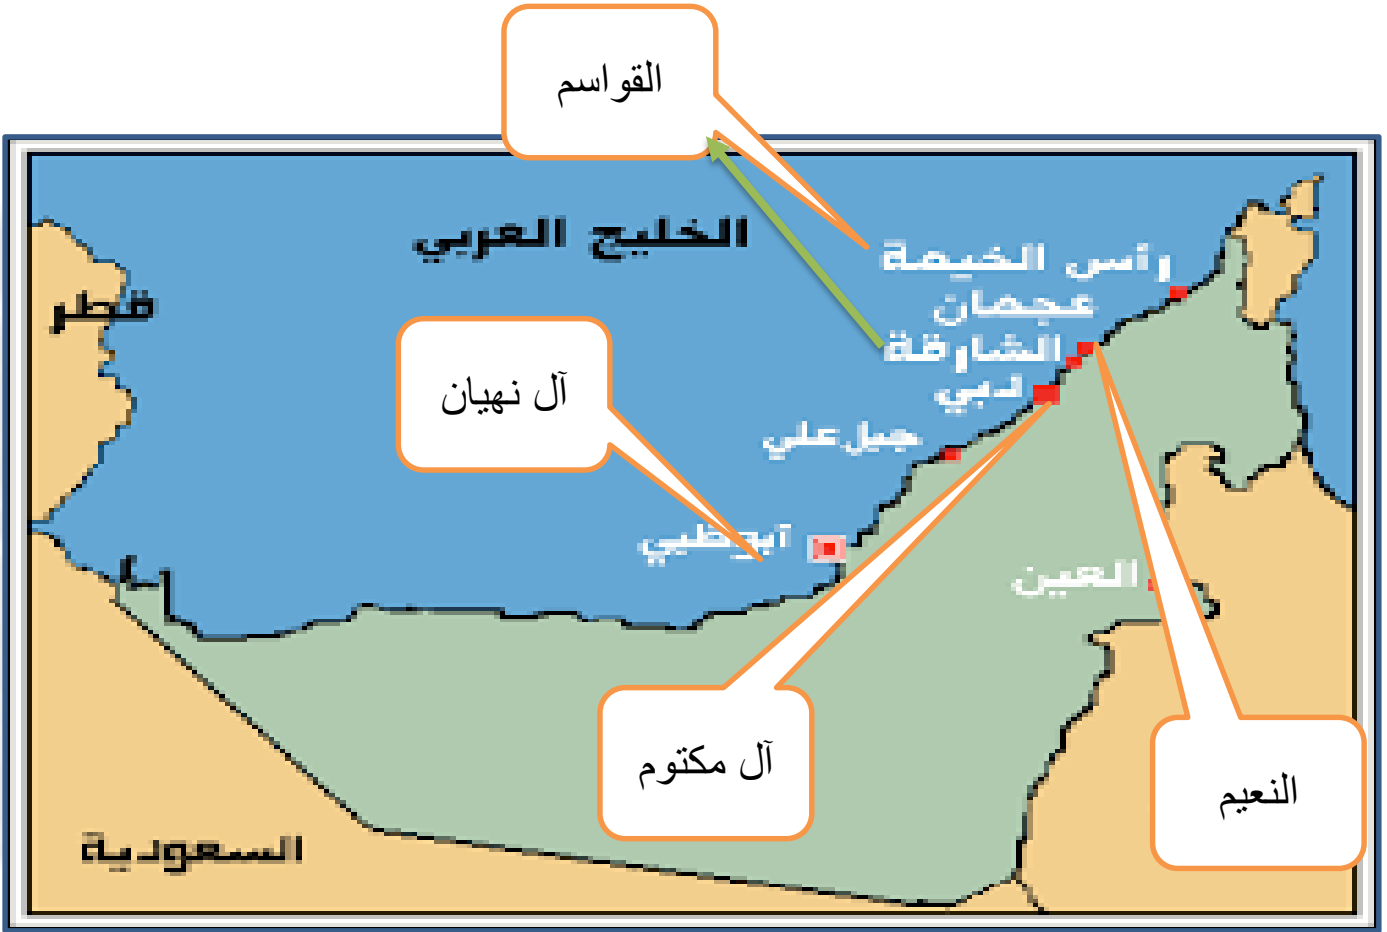 القواسم
الخليج العربي
قطر
رأس الخيمة
عجمان
الشارقة
دبي
آل نهيان
جبل علي
أبوظبي
العين
آل مكتوم
النعيم
السعودية